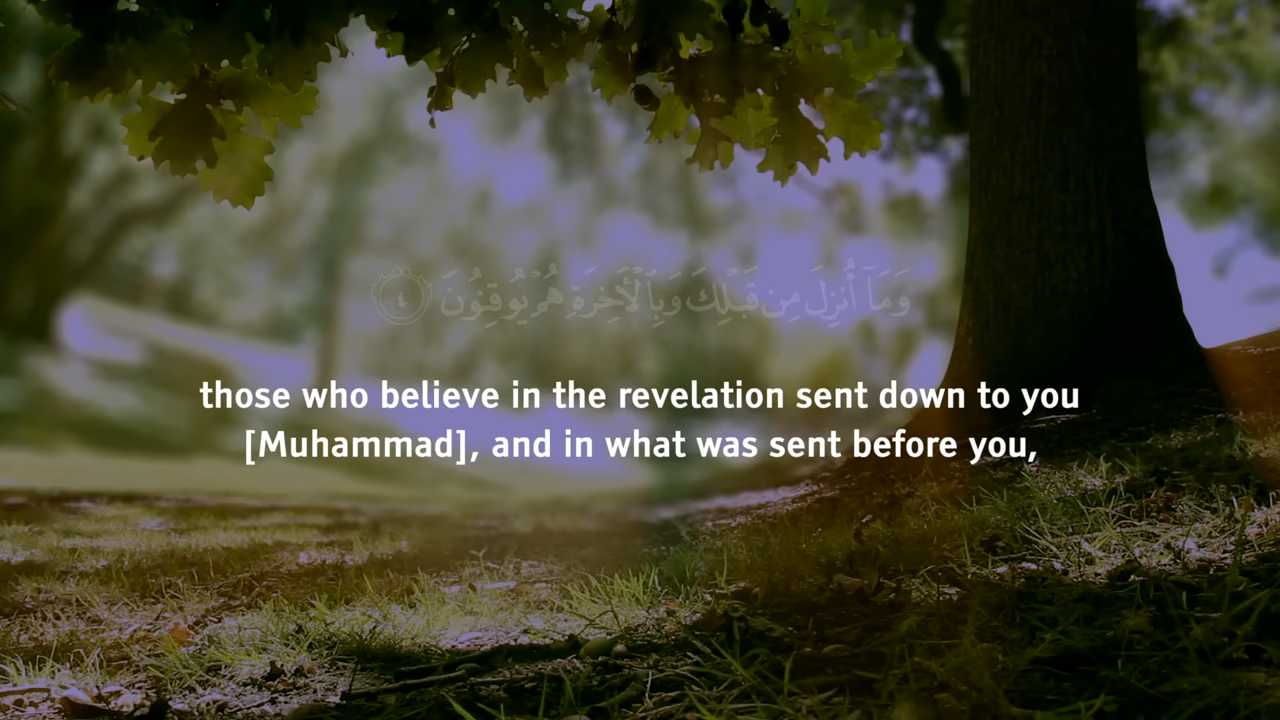 وَمَآ أُنزِلَ مِن قَبْلِكَ وَبِٱلْأَخِرَةِ هُمْ يُوقِنُونَ ٤
those who believe in the revelation sent down to you
[Muhammad], and in what was sent before you,